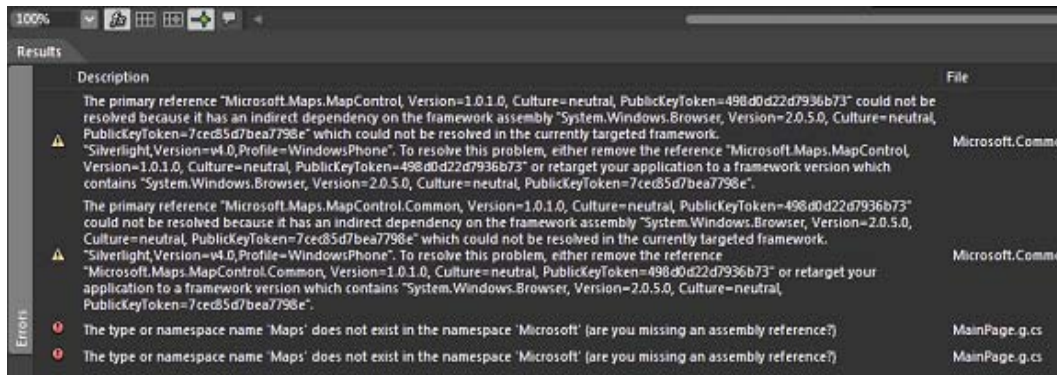 100%
Results
Description File
The primary reference "Microsoft.Maps.MapControl, Version=1.0.1.0, Culture=neutral, PublicKeyToken=498d0d22d7936b73" could not be
resolved because it has an indirect dependency on the framework assembly "System.Windows.Browser, Version=2.0.5.0, Culture=neutral,
PublicKeyToken=7cec85d7bea7798e" which could not be resolved in the currently targeted framework.
"Silverlight,Version=v4.0,Profile=WindowsPhone". To resolve this problem, either remove the reference "Microsoft.Maps.MapControl,
Version=1.0.1.0, Culture=neutral, PublicKeyToken=498d0d22d7936b73" or retarget your application to a framework version which
contains "System.Windows.Browser, Version=2.0.5.0, Culture=neutral, PublicKeyToken=7cec85d7bea7798e".
Microsoft.Commo
The primary reference "Microsoft.Maps.MapControl.Common, Version=1.0.1.0, Culture=neutral, PublicKeyToken=498d0d22d7936b73"
could not be resolved because it has an indirect dependency on the framework assembly "System.Windows.Browser, Version=2.0.5.0,
Culture=neutral, PublicKeyToken=7cec85d7bea7798e" which could not be resolved in the currently targeted framework.
"Silverlight,Version=v4.0,Profile=WindowsPhone". To resolve this problem, either remove the reference
"Microsoft.Maps.MapControl.Common, Version=1.0.1.0, Culture=neutral, PublicKeyToken=498d0d22d7936b73" or retarget your
application to a framework version which contains "System.Windows.Browser, Version=2.0.5.0, Culture=neutral,
PublicKeyToken=7cec85d7bea7798e".
Microsoft.Commo
Errors
The type or namespace name 'Maps' does not exist in the namespace 'Microsoft' (are you missing an assembly reference?) MainPage.g.cs
The type or namespace name 'Maps' does not exist in the namespace 'Microsoft' (are you missing an assembly reference?) MainPage.g.cs